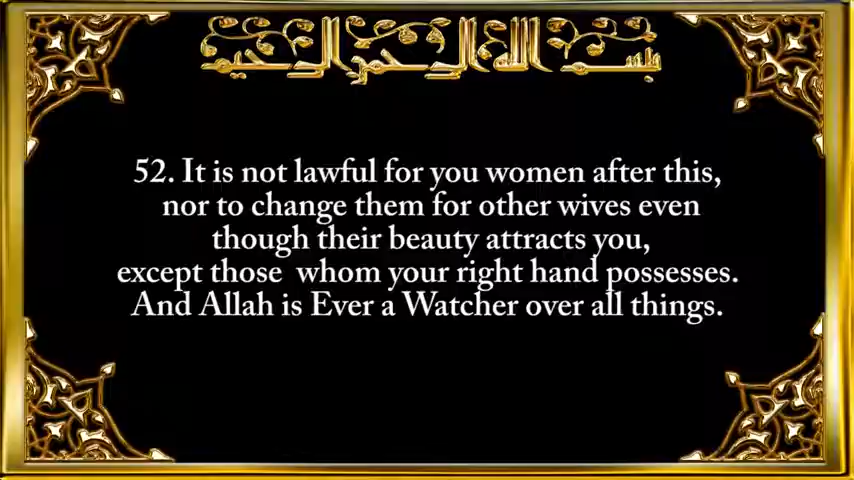 بسم الله الرحمن الرحيم
52. It is not lawful for you women after this,
nor to change them for other wives even
though their beauty attracts you,
except those whom your right hand possesses.
And Allah is Ever a Watcher over all things.